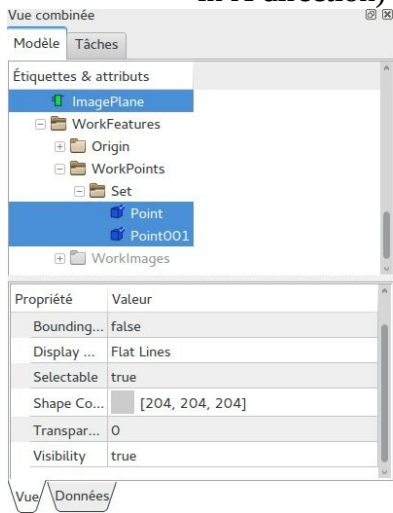 Vue combinée
Modèle Tâches
Étiquettes & attributs
ImagePlane
WorkFeatures
Origin
WorkPoints
Set
Point
Point001
WorkImages
Propriété Valeur
Bounding... false
Display ... Flat Lines
Selectable true
Shape Co... [204, 204, 204]
Transpar... 0
Visibility true
Vue Données